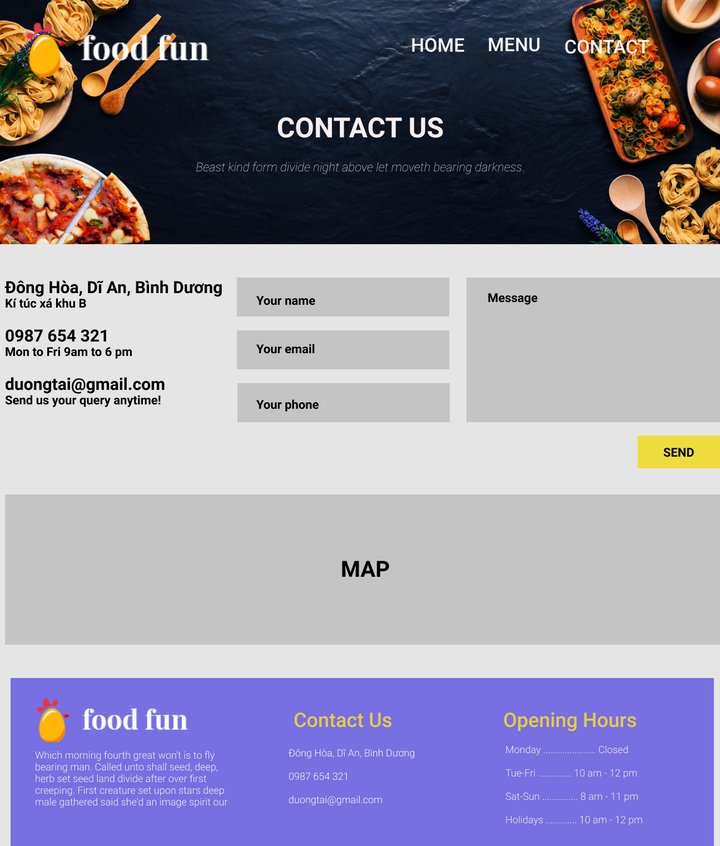 food fun
HOME MENU CONTACT
CONTACT US
Beast kind form divide night above let moveth bearing darkness.
Đông Hòa, Dĩ An, Bình Dương
Kí túc xá khu B
0987 654 321
Mon to Fri 9am to 6 pm
duongtai@gmail.com
Send us your query anytime!
Your name
Your email
Your phone
Message
SEND
MAP
food fun
Which morning fourth great won't is to fly
bearing man. Called unto shall seed, deep,
herb set seed land divide after over first
creeping. First creature set upon stars deep
male gathered said she'd an image spirit our
Contact Us
Đông Hòa, Dĩ An, Bình Dương
0987 654 321
duongtai@gmail.com
Opening Hours
Monday ...................... Closed
Tue-Fri ............. 10 am - 12 pm
Sat-Sun .............. 8 am - 11 pm
Holidays ............ 10 am - 12 pm